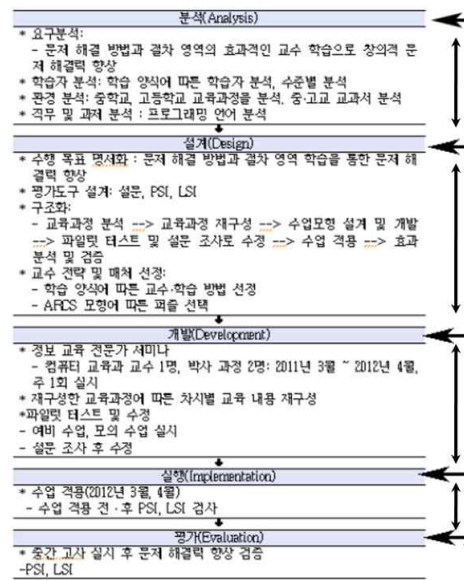 분석(Analysis)
* 요구분석:
- 문제 해결 방법과 절차 영역의 효과적인 교수 학습으로 창의적 문
제 해결력 향상
* 학습자 분석: 학습 양식에 따른 학습자 분석, 수준별 분석
* 환경 분석: 중학교, 고등학교 교육과정을 분석, 중·고교 교과서 분석
* 직무 및 과제 분석 : 프로그래밍 언어 분석
설계(Design)
* 수행 목표 명세화 : 문제 해결 방법과 절차 영역 학습을 통한 문제 해
결력 향상
* 평가도구 설계: 설문, PSI, LSI
* 구조화:
- 교육과정 분석 ---> 교육과정 재구성 ---> 수업모형 설계 및 개발
---> 파일럿 테스트 및 설문 조사로 수정 ---> 수업 적용 ---> 효과
분석 및 검증
* 교수 전략 및 매체 선정:
- 학습 양식에 따른 교수·학습 방법 선정
- ARCS 모형에 따른 퍼즐 선택
개발(Development)
* 정보 교육 전문가 세미나
- 컴퓨터 교육과 교수 1명, 박사 과정 2명: 2011년 3월 ~ 2012년 4월,
주 1회 실시
* 재구성한 교육과정에 따른 차시별 교육 내용 재구성
*파일럿 테스트 및 수정
- 예비 수업, 모의 수업 실시
- 설문 조사 후 수정
실행(Implementation)
* 수업 적용(2012년 3월, 4월)
- 수업 적용 전·후 PSI, LSI 검사
평가(Evaluation)
* 중간 고사 실시 후 문제 해결력 향상 검증
-PSI, LSI